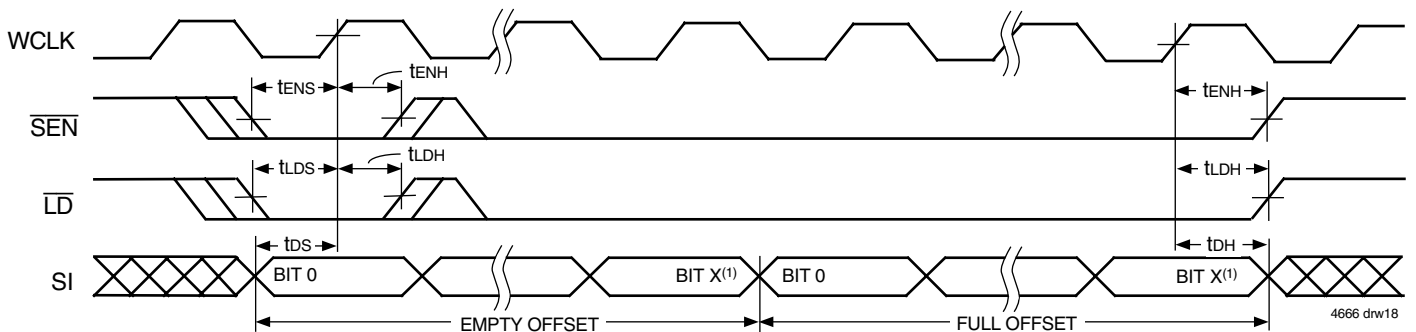 WCLK
tENS
tENH
tENH
SEN
tLDS
tLDH
tLDH
LD
tDS
tDH
SI
BIT 0
BIT X(1)
BIT 0
BIT X(1)
EMPTY OFFSET
FULL OFFSET
4666 drw18